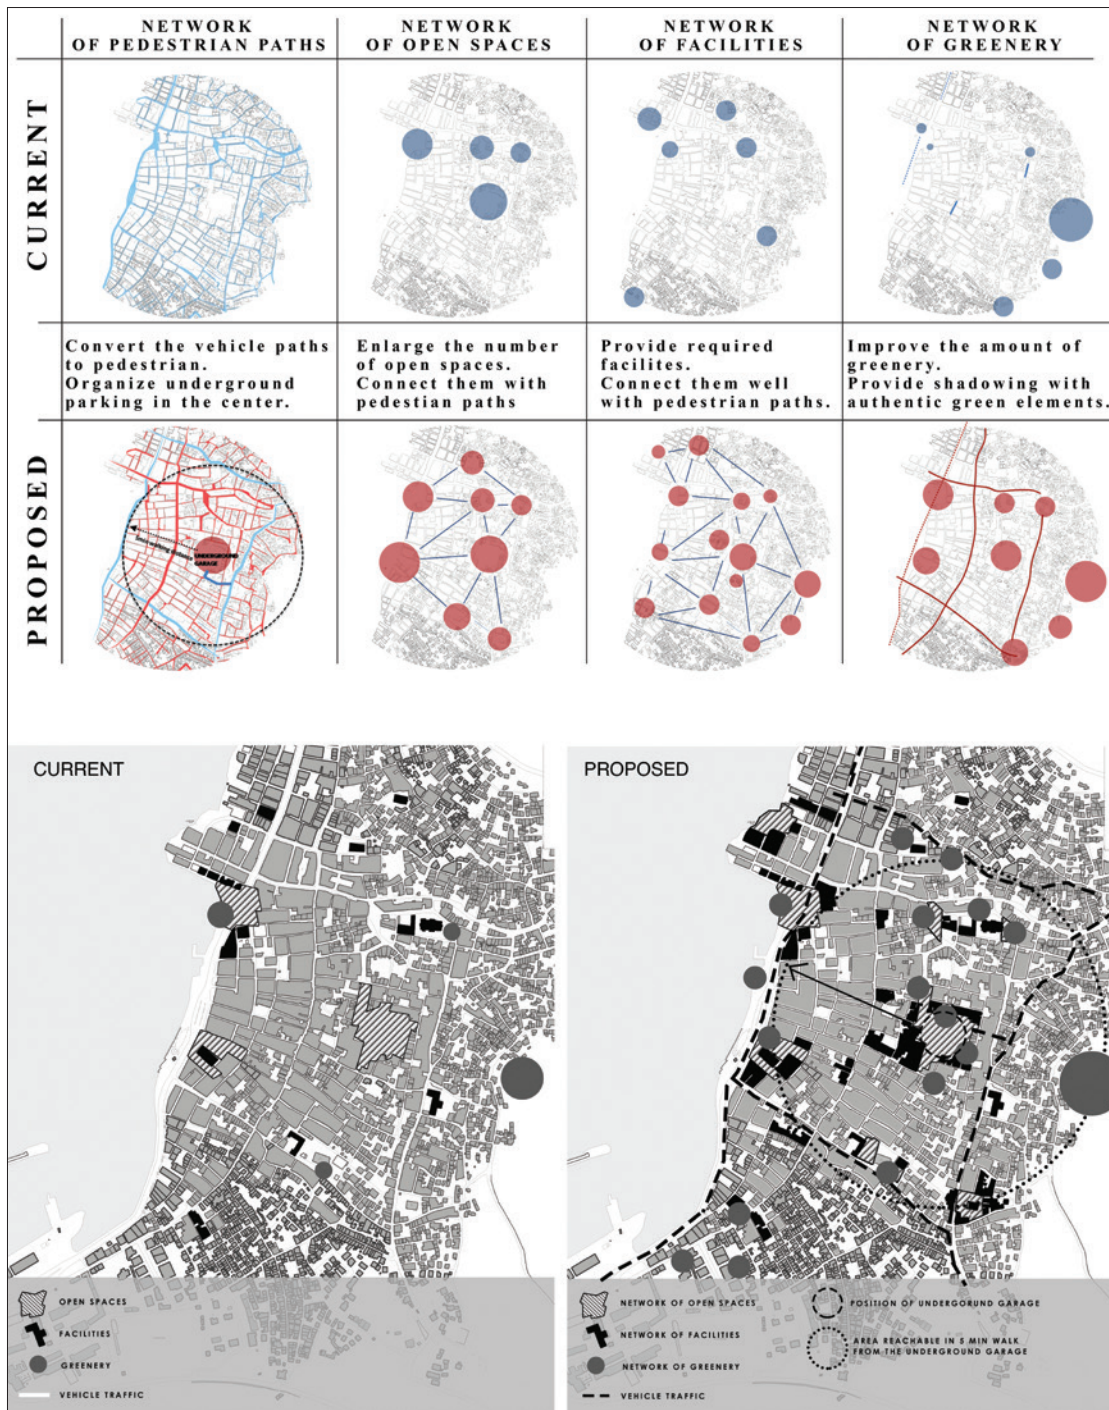 NETWORK
OF PEDESTRIAN PATHS
NETWORK
OF OPEN SPACES
NETWORK
OF FACILITIES
NETWORK
OF GREENERY
CURRENT
Convert the vehicle paths
to pedestrian.
Organize underground
parking in the center.
Enlarge the number
of open spaces.
Connect them with
pedestian paths
Provide required
facilites.
Connect them well
with pedestrian paths.
Improve the amount of
greenery.
Provide shadowing with
authentic green elements.
PROPOSED
walking distance
UNDERGROUND
GARAGE
CURRENT
OPEN SPACES
FACILITIES
GREENERY
VEHICLE TRAFFIC
PROPOSED
NETWORK OF OPEN SPACES
NETWORK OF FACILITIES
NETWORK OF GREENERY
VEHICLE TRAFFIC
POSITION OF UNDERGORUND GARAGE
AREA REACHABLE IN 5 MIN WALK
FROM THE UNDERGROUND GARAGE